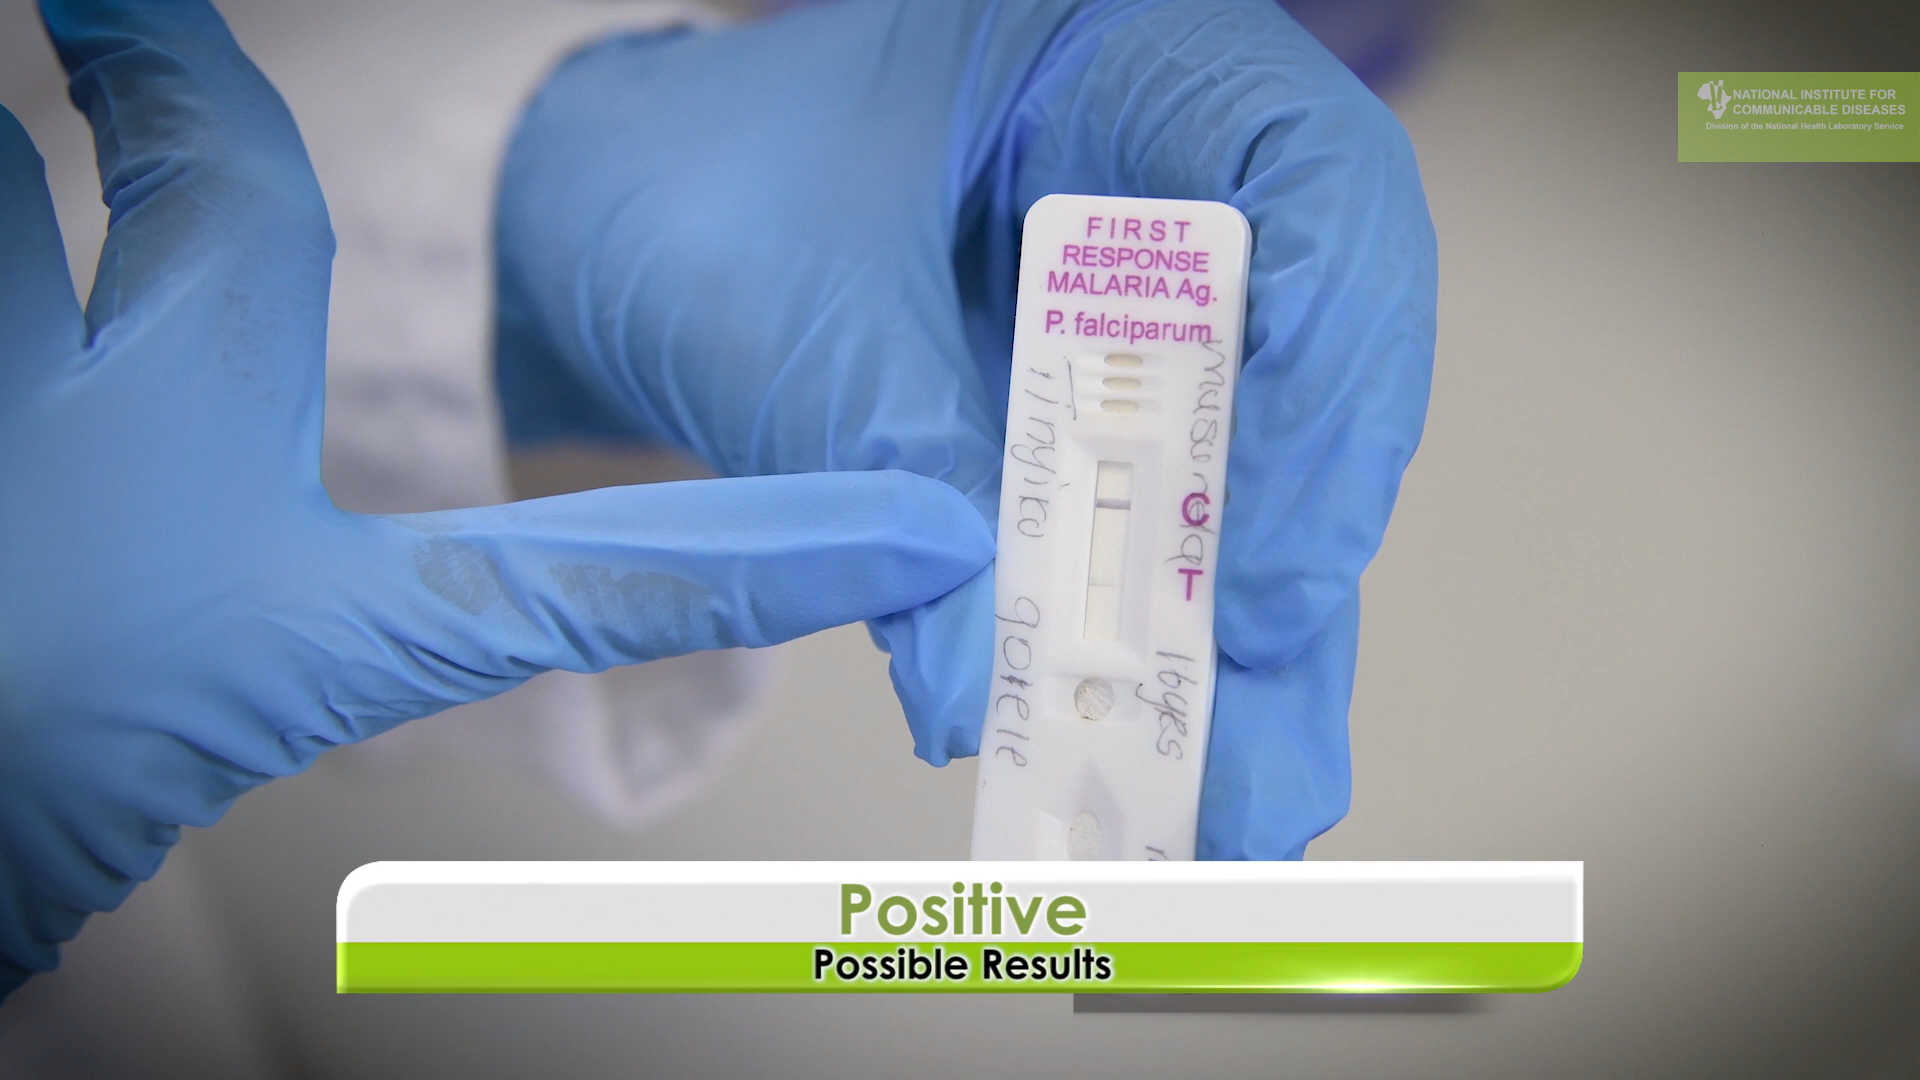 NATIONAL INSTITUTE FOR
COMMUNICABLE DISEASES
Division of the National Health Laboratory Service
FIRST
RESPONSE
MALARIA Ag.
P. falciparum
C
T
16yrs
Positive
Possible Results